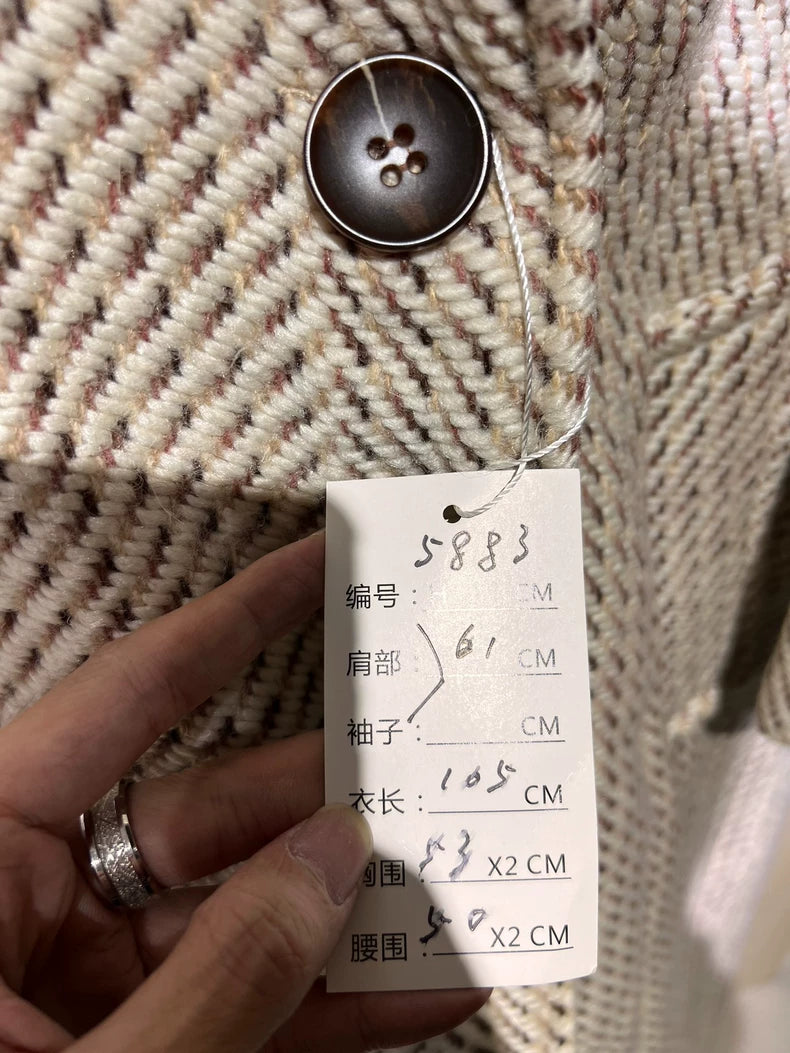 5883
编号： CM
肩部： 61 CM
袖子： CM
衣长： 105 CM
胸围： 53 X2 CM
腰围： 50 X2 CM